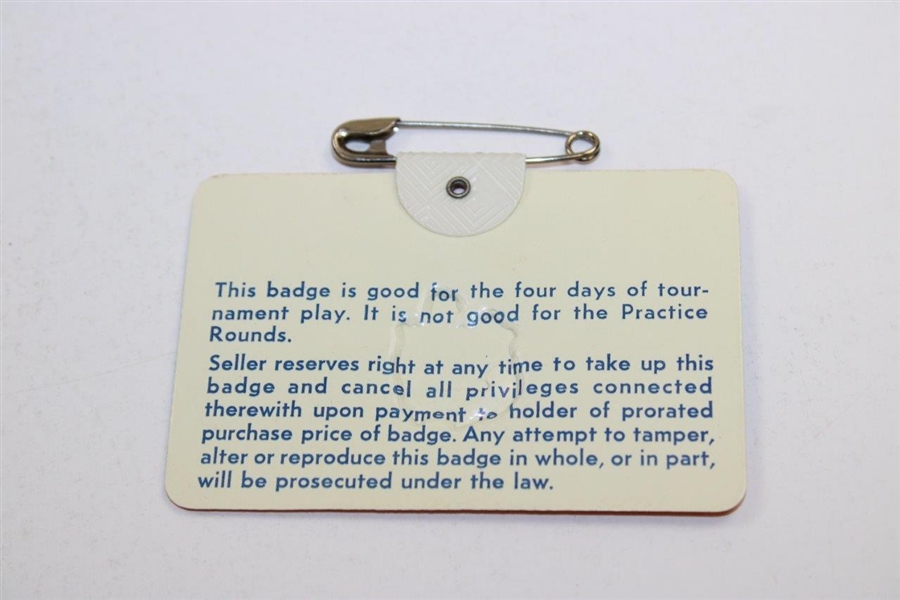 This badge is good for the four days of tour-
nament play. It is not good for the Practice
Rounds.
Seller reserves right at any time to take up this
badge and cancel all privileges connected
therewith upon payment to holder of prorated
purchase price of badge. Any attempt to tamper,
alter or reproduce this badge in whole, or in part,
will be prosecuted under the law.